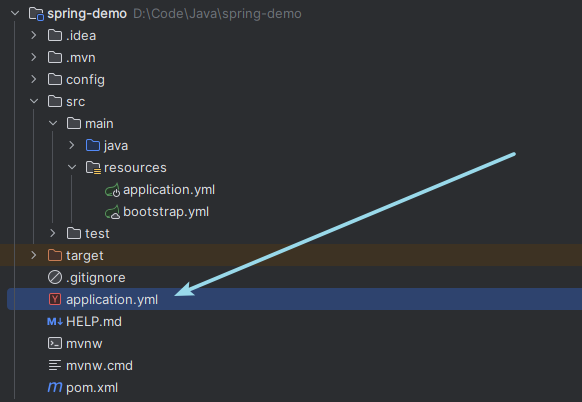 spring-demo D:\Code\Java\spring-demo
.idea
.mvn
config
src
main
java
resources
application.yml
bootstrap.yml
test
target
.gitignore
Y application.yml
M↓ HELP.md
mvnw
mvnw.cmd
m pom.xml